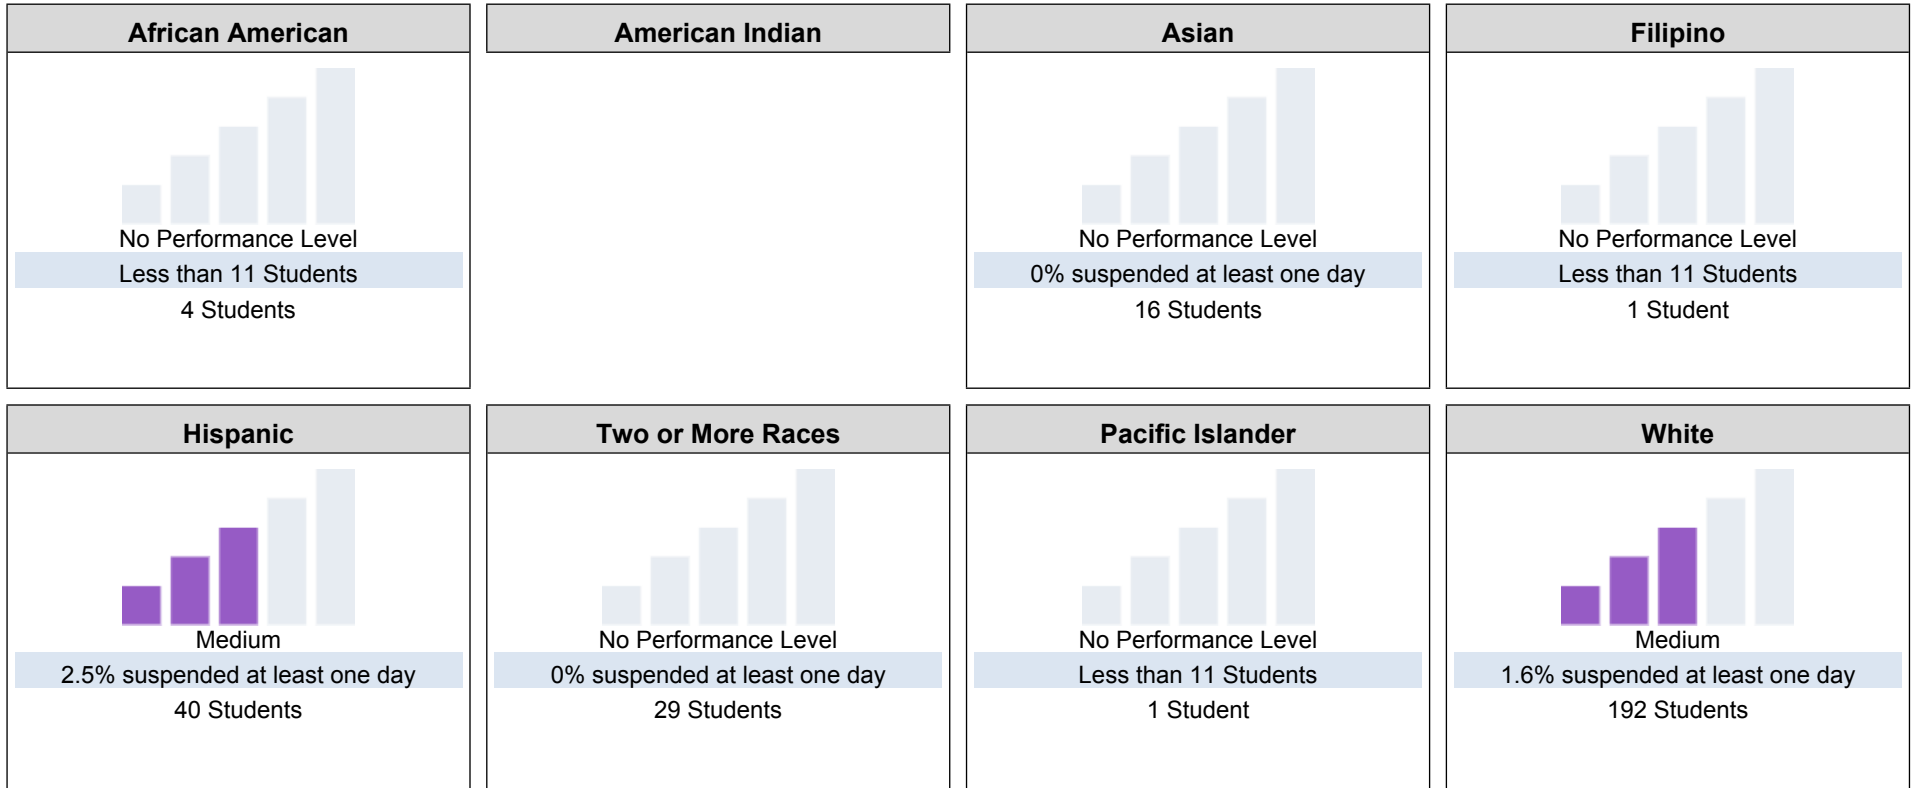 African American
No Performance Level
Less than 11 Students
4 Students
American Indian
Asian
No Performance Level
0% suspended at least one day
16 Students
Filipino
No Performance Level
Less than 11 Students
1 Student
Hispanic
Medium
2.5% suspended at least one day
40 Students
Two or More Races
No Performance Level
0% suspended at least one day
29 Students
Pacific Islander
No Performance Level
Less than 11 Students
1 Student
White
Medium
1.6% suspended at least one day
192 Students